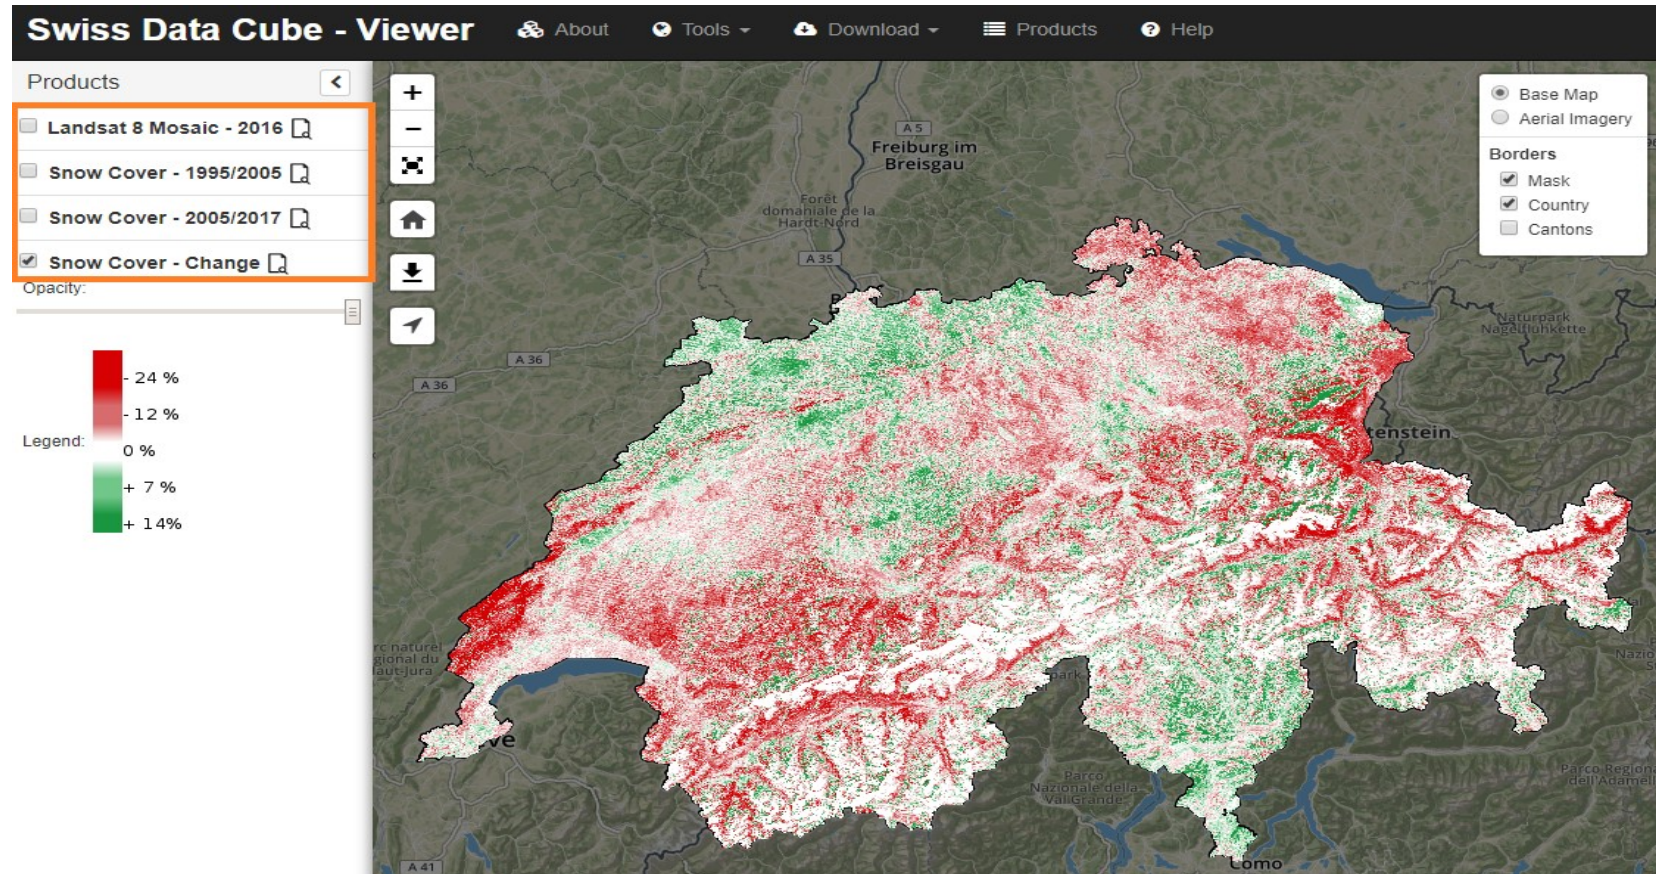 Swiss Data Cube - Viewer
About
Tools
Download
Products
Help
Products
Landsat 8 Mosaic - 2016
Snow Cover - 1995/2005
Snow Cover - 2005/2017
Snow Cover - Change
Opacity:
Legend:
- 24 %
- 12 %
0 %
+ 7 %
+ 14%
Base Map
Aerial Imagery
Borders
Mask
Country
Cantons
A 5
Freiburg im
Breisgau
Forêt
domaniale de la
Hardt-Nord
A 35
A 36
A 36
Naturpark
Nagelfluhkette
tenstein
rc naturel
gional du
aut-Jura
ève
park
Parco
Nazionale della
Val Grande
Como
Parco Region
dell'Adamell
Nazio
A 41